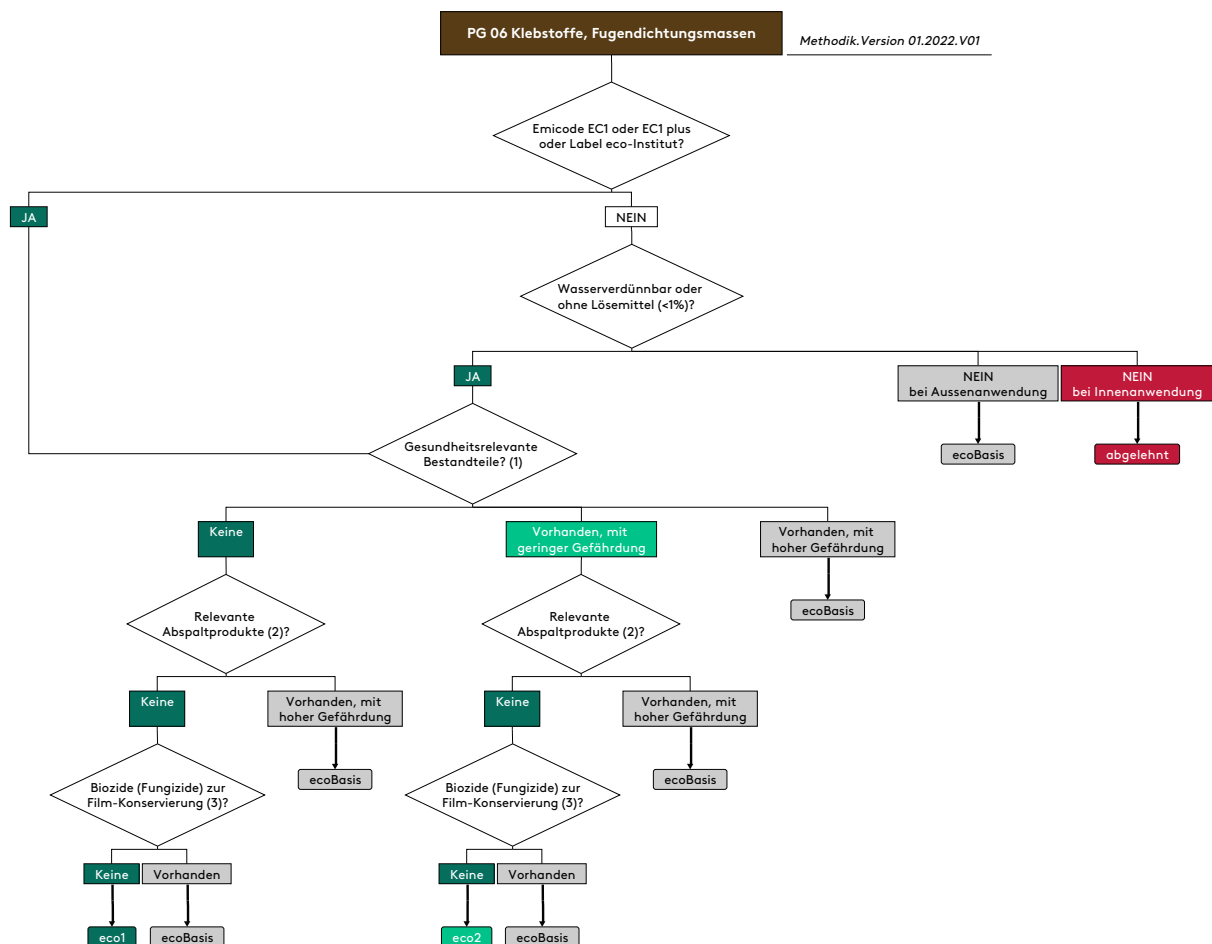 PG 06 Klebstoffe, Fugendichtungsmassen
Methodik.Version 01.2022.V01
Emicode EC1 oder EC1 plus
oder Label eco-Institut?
JA
NEIN
Wasserverdünnbar oder
ohne Lösemittel (<1%)?
JA
NEIN
bei Aussenanwendung
NEIN
bei Innenanwendung
Gesundheitsrelevante
Bestandteile? (1)
ecoBasis
abgelehnt
Keine
Vorhanden, mit
geringer Gefährdung
Vorhanden, mit
hoher Gefährdung
ecoBasis
Relevante
Abspaltprodukte (2)?
Relevante
Abspaltprodukte (2)?
Keine
Vorhanden, mit
hoher Gefährdung
Keine
Vorhanden, mit
hoher Gefährdung
ecoBasis
ecoBasis
Biozide (Fungizide) zur
Film-Konservierung (3)?
Biozide (Fungizide) zur
Film-Konservierung (3)?
Keine
Vorhanden
Keine
Vorhanden
eco1
ecoBasis
eco2
ecoBasis